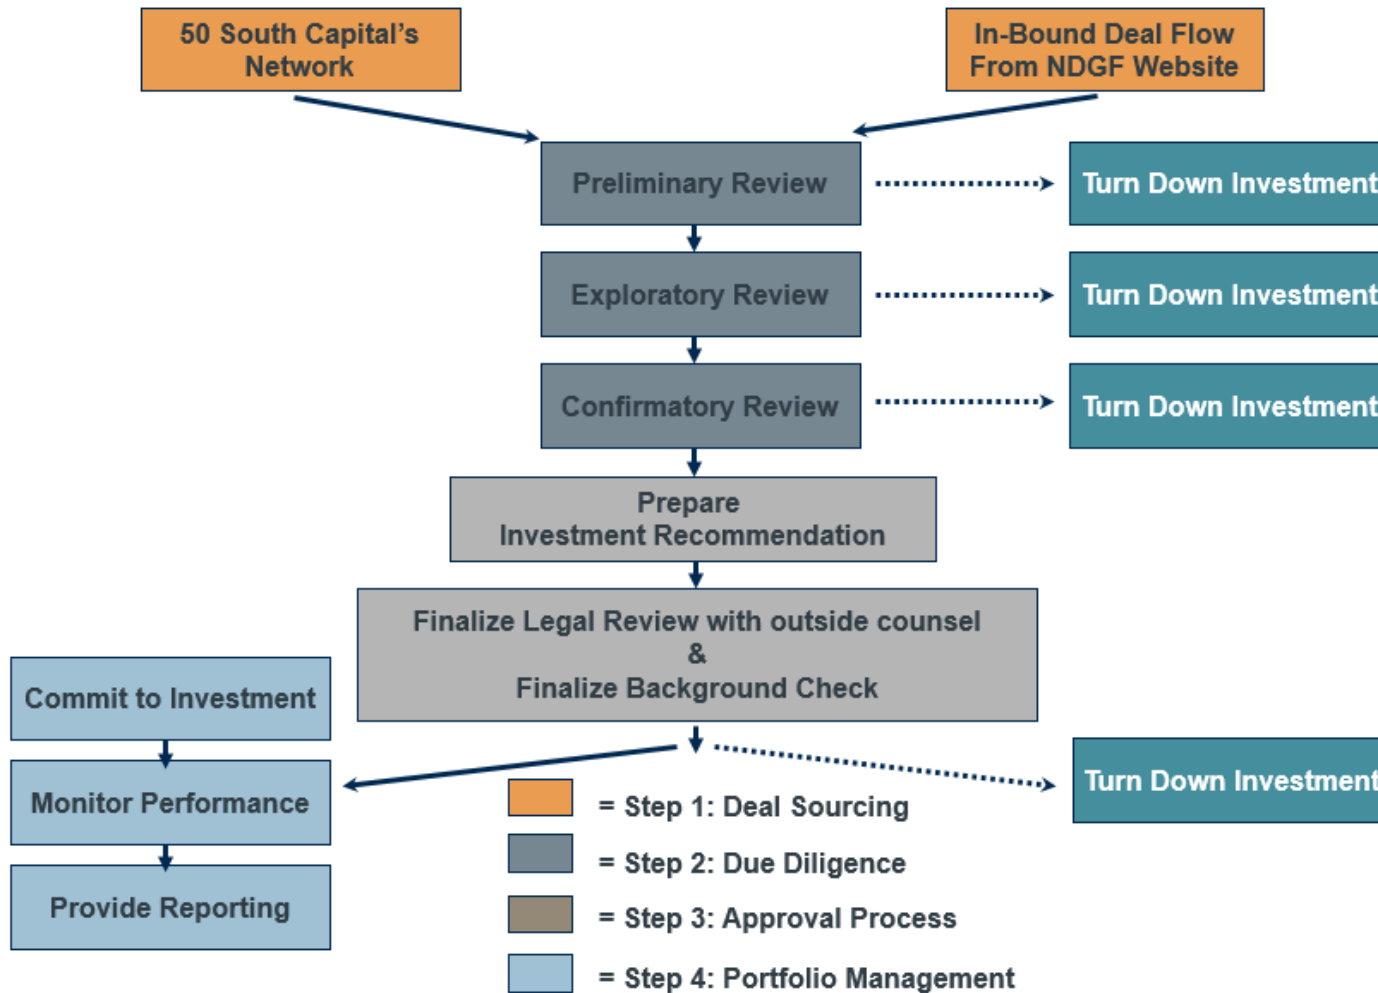 50 South Capital's
Network
In-Bound Deal Flow
From NDGF Website
Preliminary Review
Turn Down Investment
Exploratory Review
Turn Down Investment
Confirmatory Review
Turn Down Investment
Prepare
Investment Recommendation
Finalize Legal Review with outside counsel
&
Finalize Background Check
Commit to Investment
Monitor Performance
Provide Reporting
Turn Down Investment
= Step 1: Deal Sourcing
= Step 2: Due Diligence
= Step 3: Approval Process
= Step 4: Portfolio Management